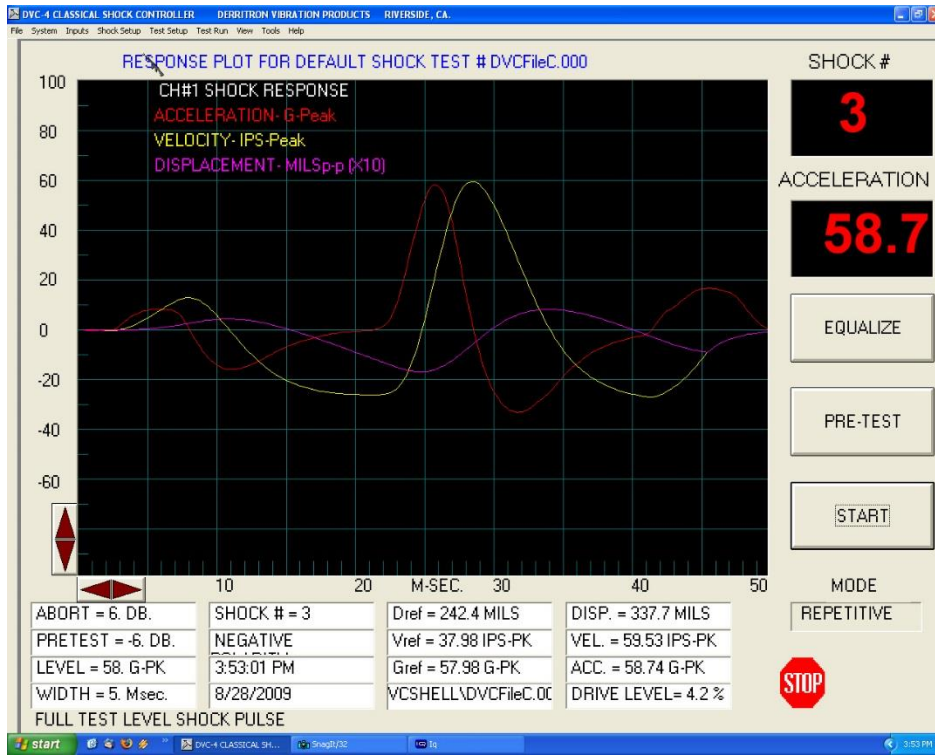 DVC-4 CLASSICAL SHOCK CONTROLLER DERRITRON VIBRATION PRODUCTS RIVERSIDE, CA.
File System Inputs Shock Setup Test Setup Test Run View Tools Help
RESPONSE PLOT FOR DEFAULT SHOCK TEST # DVCFileC.000
SHOCK #
3
ACCELERATION
58.7
CH#1 SHOCK RESPONSE
ACCELERATION- G-Peak
VELOCITY- IPS-Peak
DISPLACEMENT- MILSp-p (X10)
100
80
60
40
20
0
-20
-40
-60
10 20 M-SEC. 30 40 50
EQUALIZE
PRE-TEST
START
MODE
REPETITIVE
STOP
ABORT = 6. DB. SHOCK # = 3 Dref = 242.4 MILS DISP. = 337.7 MILS
PRETEST = -6. DB. NEGATIVE Vref = 37.98 IPS-PK VEL. = 59.53 IPS-PK
LEVEL = 58. G-PK 3:53:01 PM Gref = 57.98 G-PK ACC. = 58.74 G-PK
WIDTH = 5. Msec. 8/28/2009 VCSHELL\DVCFileC.00 DRIVE LEVEL= 4.2 %
FULL TEST LEVEL SHOCK PULSE
start DVC-4 CLASSICAL SH... SnagIt/32 Iq 3:53 PM